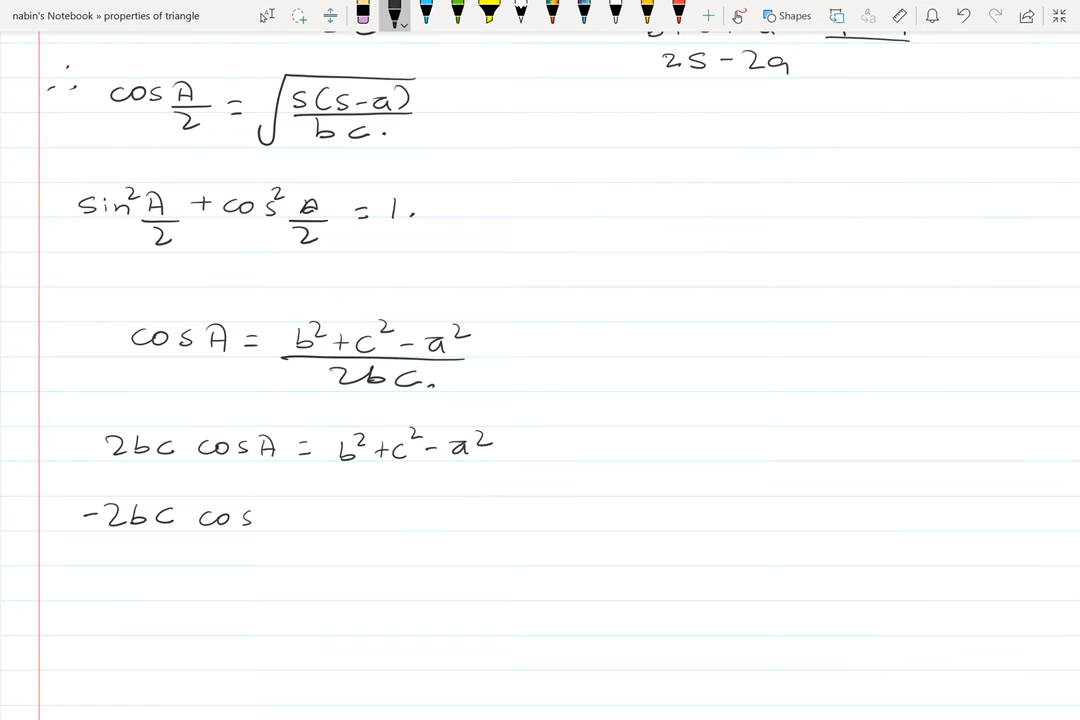 nabin's Notebook » properties of triangle
Shapes
2s - 2a
∴ cos A/2 = √(s(s-a)/bc.)
sin² A/2 + cos² A/2 = 1.
cos A = (b² + c² - a²)/2bc.
2bc cos A = b² + c² - a²
-2bc cos